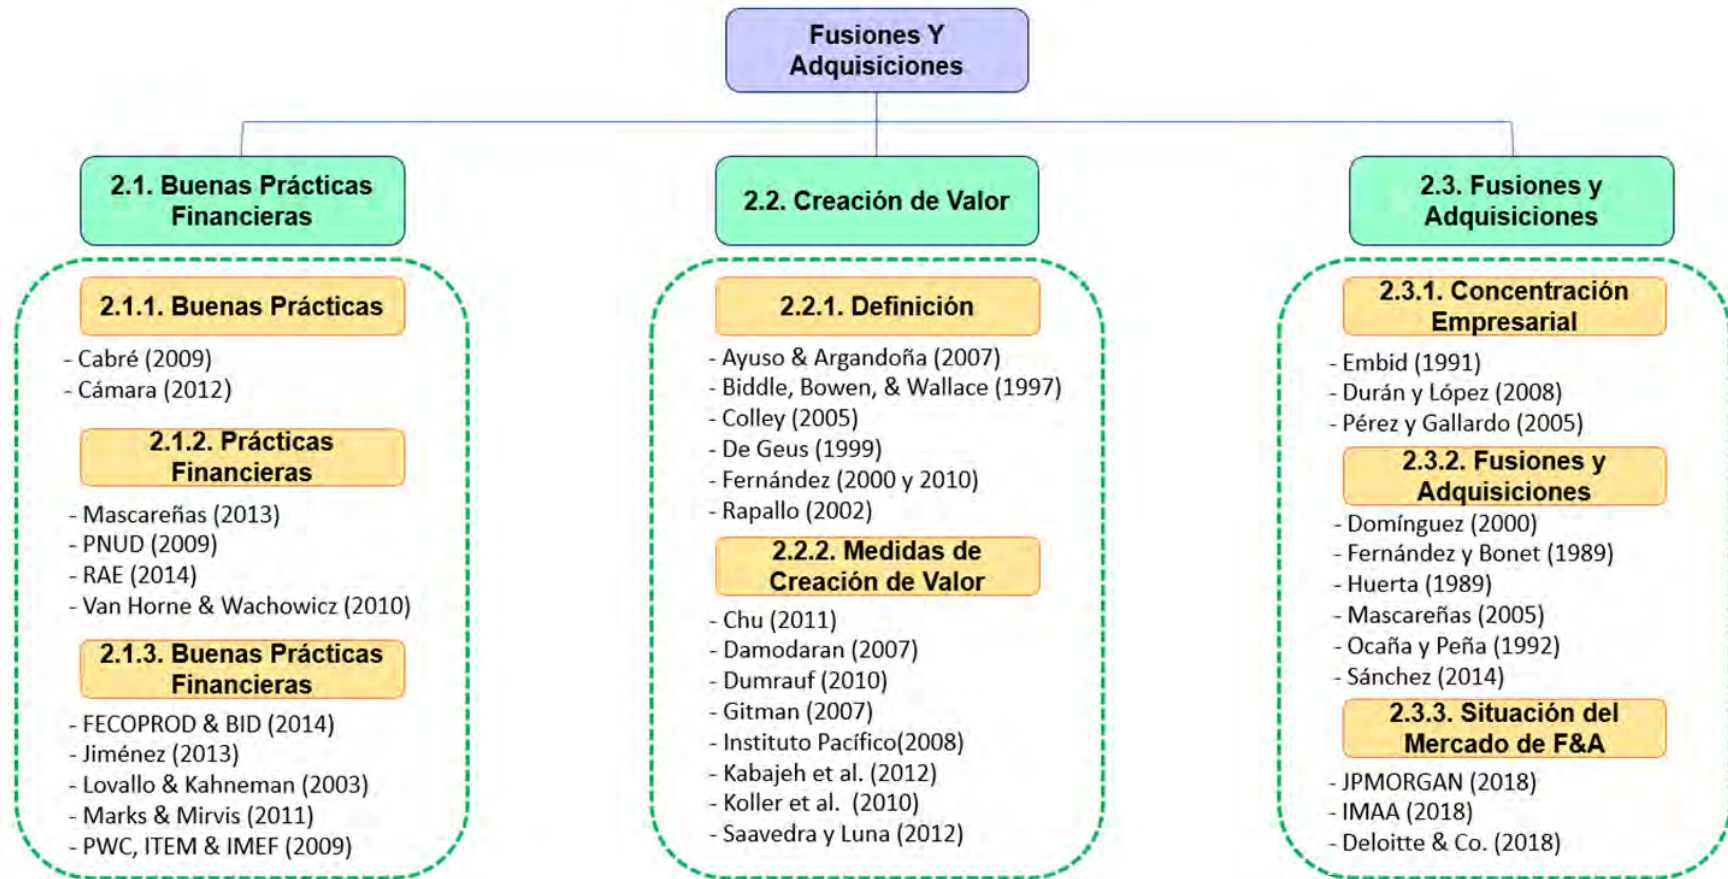 Fusiones Y
Adquisiciones
2.1. Buenas Prácticas
Financieras
2.1.1. Buenas Prácticas
- Cabré (2009)
- Cámara (2012)
2.1.2. Prácticas
Financieras
- Mascareñas (2013)
- PNUD (2009)
- RAE (2014)
- Van Horne & Wachowicz (2010)
2.1.3. Buenas Prácticas
Financieras
- FECOPROD & BID (2014)
- Jiménez (2013)
- Lovallo & Kahneman (2003)
- Marks & Mirvis (2011)
- PWC, ITEM & IMEF (2009)
2.2. Creación de Valor
2.2.1. Definición
- Ayuso & Argandoña (2007)
- Biddle, Bowen, & Wallace (1997)
- Colley (2005)
- De Geus (1999)
- Fernández (2000 y 2010)
- Rapallo (2002)
2.2.2. Medidas de
Creación de Valor
- Chu (2011)
- Damodaran (2007)
- Dumrauf (2010)
- Gitman (2007)
- Instituto Pacífico(2008)
- Kabajeh et al. (2012)
- Koller et al. (2010)
- Saavedra y Luna (2012)
2.3. Fusiones y
Adquisiciones
2.3.1. Concentración
Empresarial
- Embid (1991)
- Durán y López (2008)
- Pérez y Gallardo (2005)
2.3.2. Fusiones y
Adquisiciones
- Domínguez (2000)
- Fernández y Bonet (1989)
- Huerta (1989)
- Mascareñas (2005)
- Ocaña y Peña (1992)
- Sánchez (2014)
2.3.3. Situación del
Mercado de F&A
- JPMORGAN (2018)
- IMAA (2018)
- Deloitte & Co. (2018)